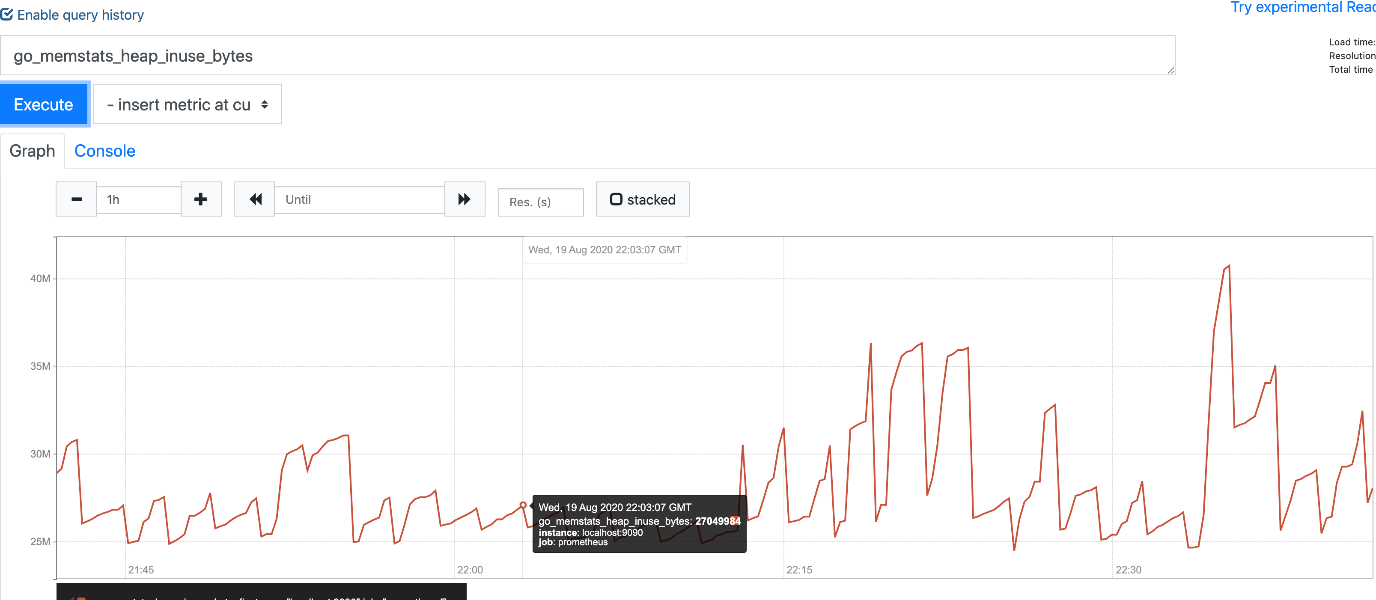 Enable query history
Try experimental Reac
go_memstats_heap_inuse_bytes
Load time:
Resolution
Total time
Execute
- insert metric at cu
Graph
Console
1h
Until
Res. (s)
stacked
Wed, 19 Aug 2020 22:03:07 GMT
40M
35M
30M
25M
Wed, 19 Aug 2020 22:03:07 GMT
go_memstats_heap_inuse_bytes: 27049984
instance: localhost:9090
job: prometheus
21:45
22:00
22:15
22:30